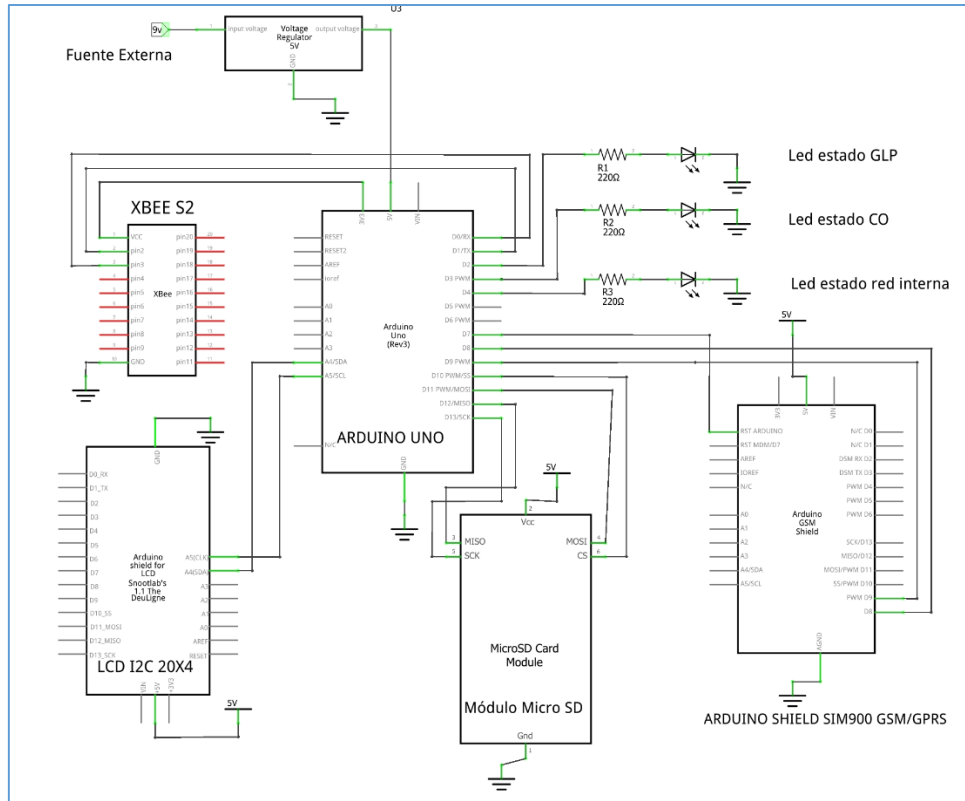 U3
9v
input voltage
Voltage
Regulator
5V
output voltage
GND
Fuente Externa
R1
220Ω
Led estado GLP
R2
220Ω
Led estado CO
R3
220Ω
Led estado red interna
XBEE S2
VCC
pin2
pin3
pin4
pin5
pin6
pin7
pin8
pin9
GND
XBee
pin20
pin19
pin18
pin17
pin16
pin15
pin14
pin13
pin12
pin11
3V3
5V
VIN
RESET
RESET2
AREF
ioref
A0
A1
A2
A3
A4/SDA
A5/SCL
N/C
GND
Arduino
Uno
(Rev3)
ARDUINO UNO
D0/RX
D1/TX
D2
D3 PWM
D4
D5 PWM
D6 PWM
D7
D8
D9 PWM
D10 PWM/SS
D11 PWM/MOSI
D12/MISO
D13/SCK
GND
D0_RX
D1_TX
D2
D3
D4
D5
D6
D7
D8
D9
D10_SS
D11_MOSI
D12_MISO
D13_SCK
Arduino
shield for
LCD
Snootlab's
1.1 The
DeuLigne
A5(CLK)
A4(SDA)
A3
A2
A1
A0
AREF
RESET
LCD I2C 20X4
VIN
+5V
+3V3
5V
5V
Vcc
MISO
SCK
MOSI
CS
MicroSD Card
Module
Módulo Micro SD
Gnd
5V
3V3
5V
VIN
RST ARDUINO
RST MDM/D7
AREF
IOREF
N/C
A0
A1
A2
A3
A4/SDA
A5/SCL
Arduino
GSM
Shield
N/C D0
N/C D1
DSM RX D2
DSM TX D3
PWM D4
PWM D5
PWM D6
SCK/D13
MISO/D12
MOSI/PWM D11
SS/PWM D10
PWM D9
D8
AGND
ARDUINO SHIELD SIM900 GSM/GPRS